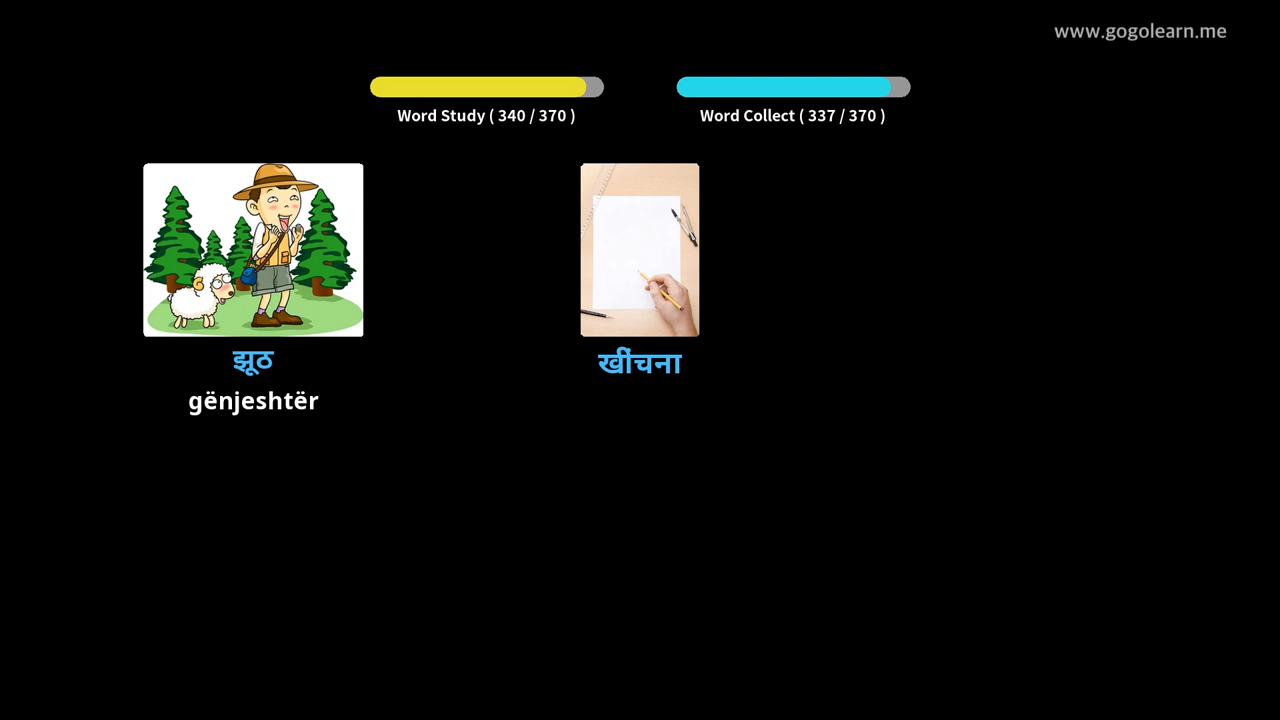 www.gogolearn.me
Word Study ( 340 / 370 )
Word Collect ( 337 / 370 )
झूठ
gënjeshtër
खींचना